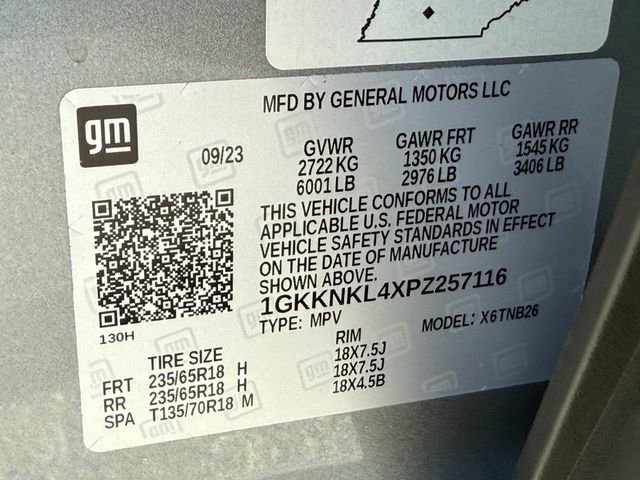 MFD BY GENERAL MOTORS LLC
gm
09/23 GVWR GAWR FRT GAWR RR
2722 KG 1350 KG 1545 KG
6001 LB 2976 LB 3406 LB
THIS VEHICLE CONFORMS TO ALL
APPLICABLE U.S. FEDERAL MOTOR
VEHICLE SAFETY STANDARDS IN EFFECT
ON THE DATE OF MANUFACTURE
SHOWN ABOVE.
1GKKNKL4XPZ257116
130H
TYPE: MPV MODEL: X6TNB26
TIRE SIZE RIM
FRT 235/65R18 H 18X7.5J
RR 235/65R18 H 18X7.5J
SPA T135/70R18 M 18X4.5B